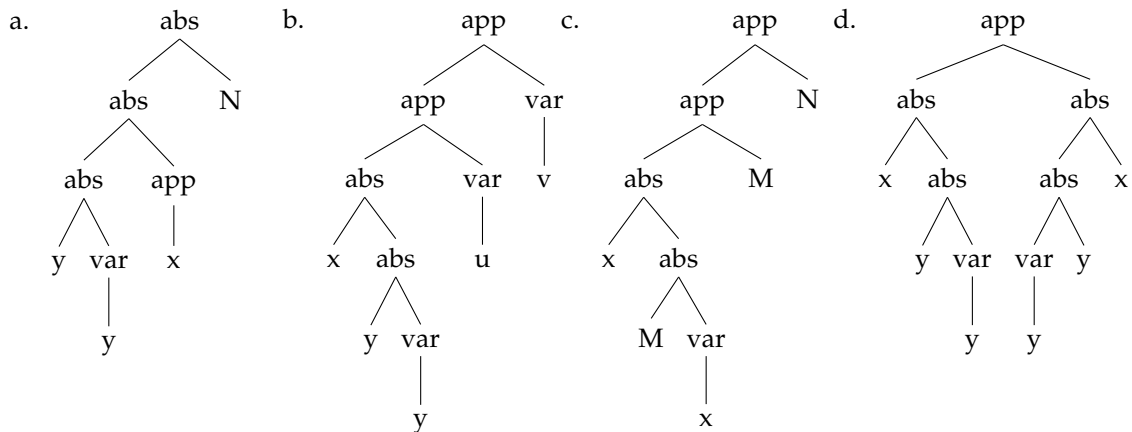 a. abs b. app c. app d. app
abs N app var app N abs abs
abs app abs var v abs M x abs abs x
y var x x abs u x abs y var var y
y y var M var y y
y x